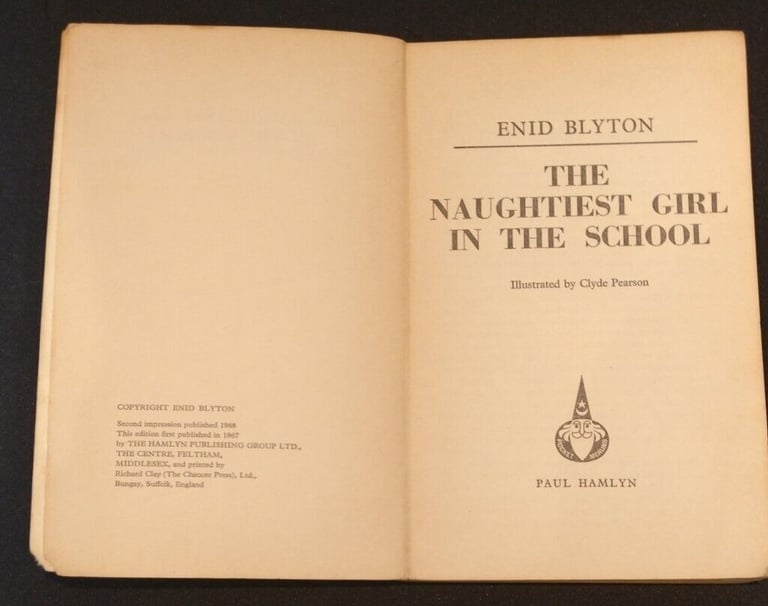 COPYRIGHT ENID BLYTON
Second impression published 1968
This edition first published in 1967
by THE HAMLYN PUBLISHING GROUP LTD.,
THE CENTRE, FELTHAM,
MIDDLESEX, and printed by
Richard Clay (The Chaucer Press), Ltd.,
Bungay, Suffolk, England
ENID BLYTON
THE
NAUGHTIEST GIRL
IN THE SCHOOL
Illustrated by Clyde Pearson
POCKET MERLINS
PAUL HAMLYN